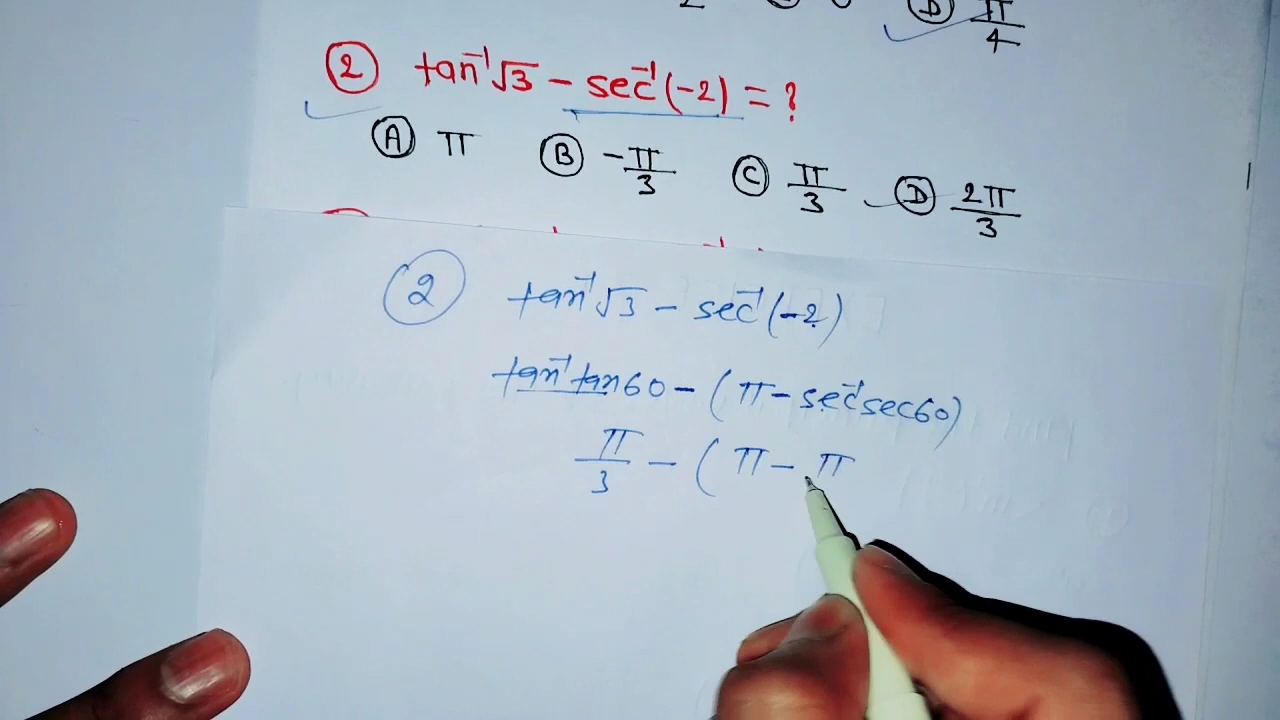 D π/4
② tan⁻¹√3 − sec⁻¹(−2) = ?
Ⓐ π Ⓑ −π/3 Ⓒ π/3 Ⓓ 2π/3
② tan⁻¹√3 − sec⁻¹(−2)
tan⁻¹tan60 − (π − sec⁻¹sec60)
π/3 − (π − π